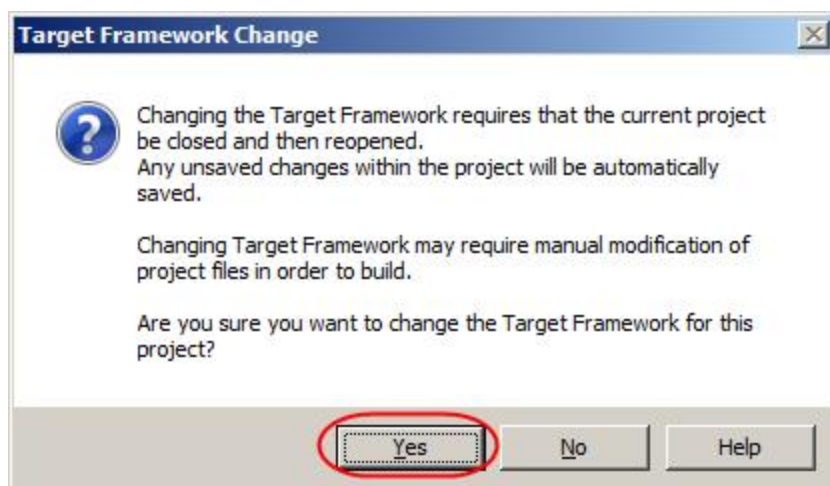 Target Framework Change
Changing the Target Framework requires that the current project
be closed and then reopened.
Any unsaved changes within the project will be automatically
saved.
Changing Target Framework may require manual modification of
project files in order to build.
Are you sure you want to change the Target Framework for this
project?
Yes No Help